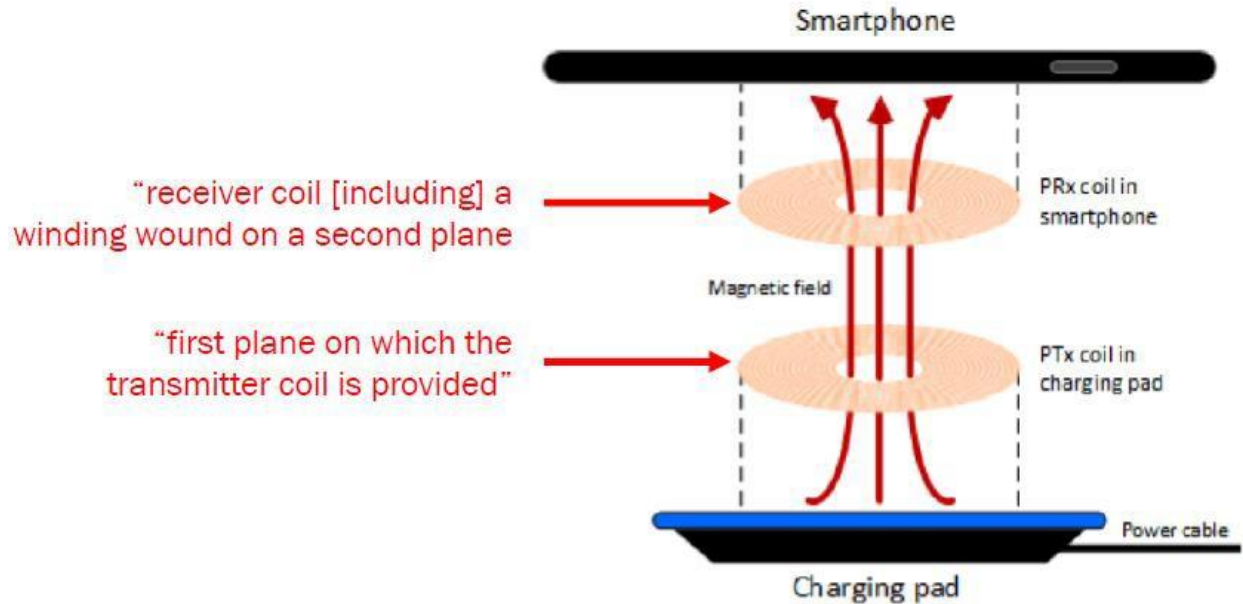 Smartphone
“receiver coil [including] a
winding wound on a second plane
PRx coil in
smartphone
Magnetic field
“first plane on which the
transmitter coil is provided”
PTx coil in
charging pad
Power cable
Charging pad